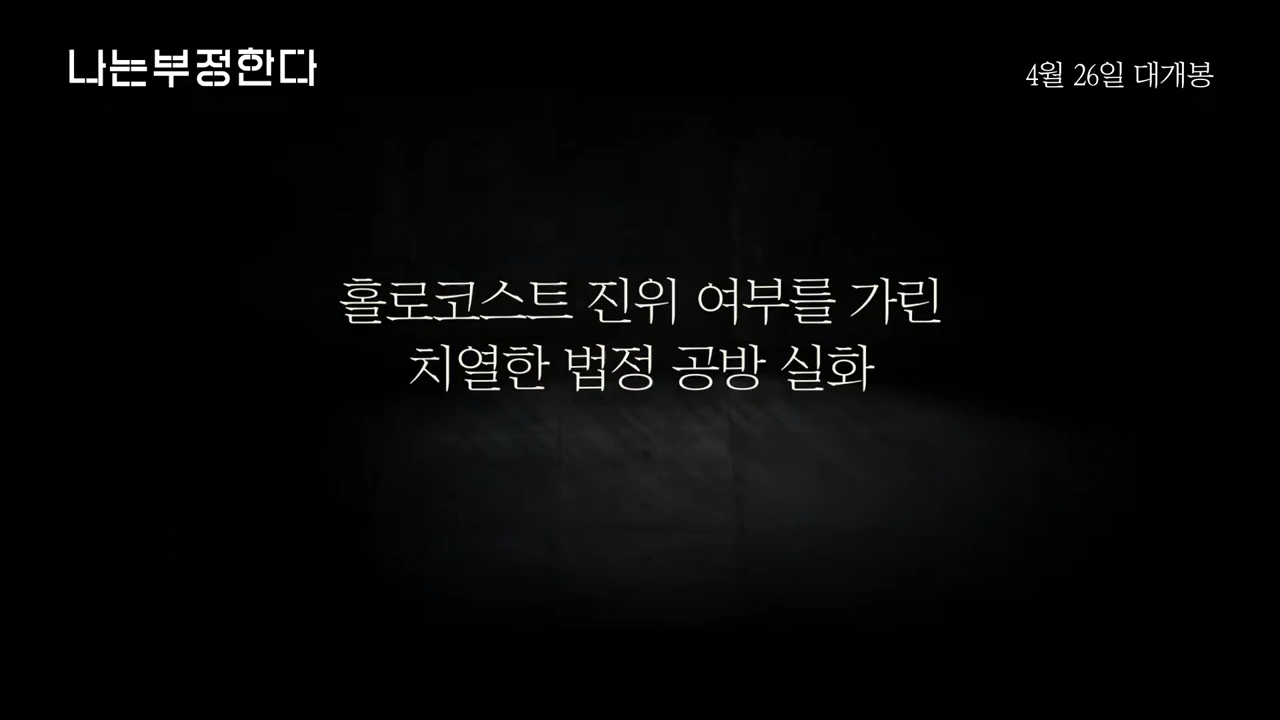 나는부정한다
4월 26일 대개봉
홀로코스트 진위 여부를 가린
치열한 법정 공방 실화